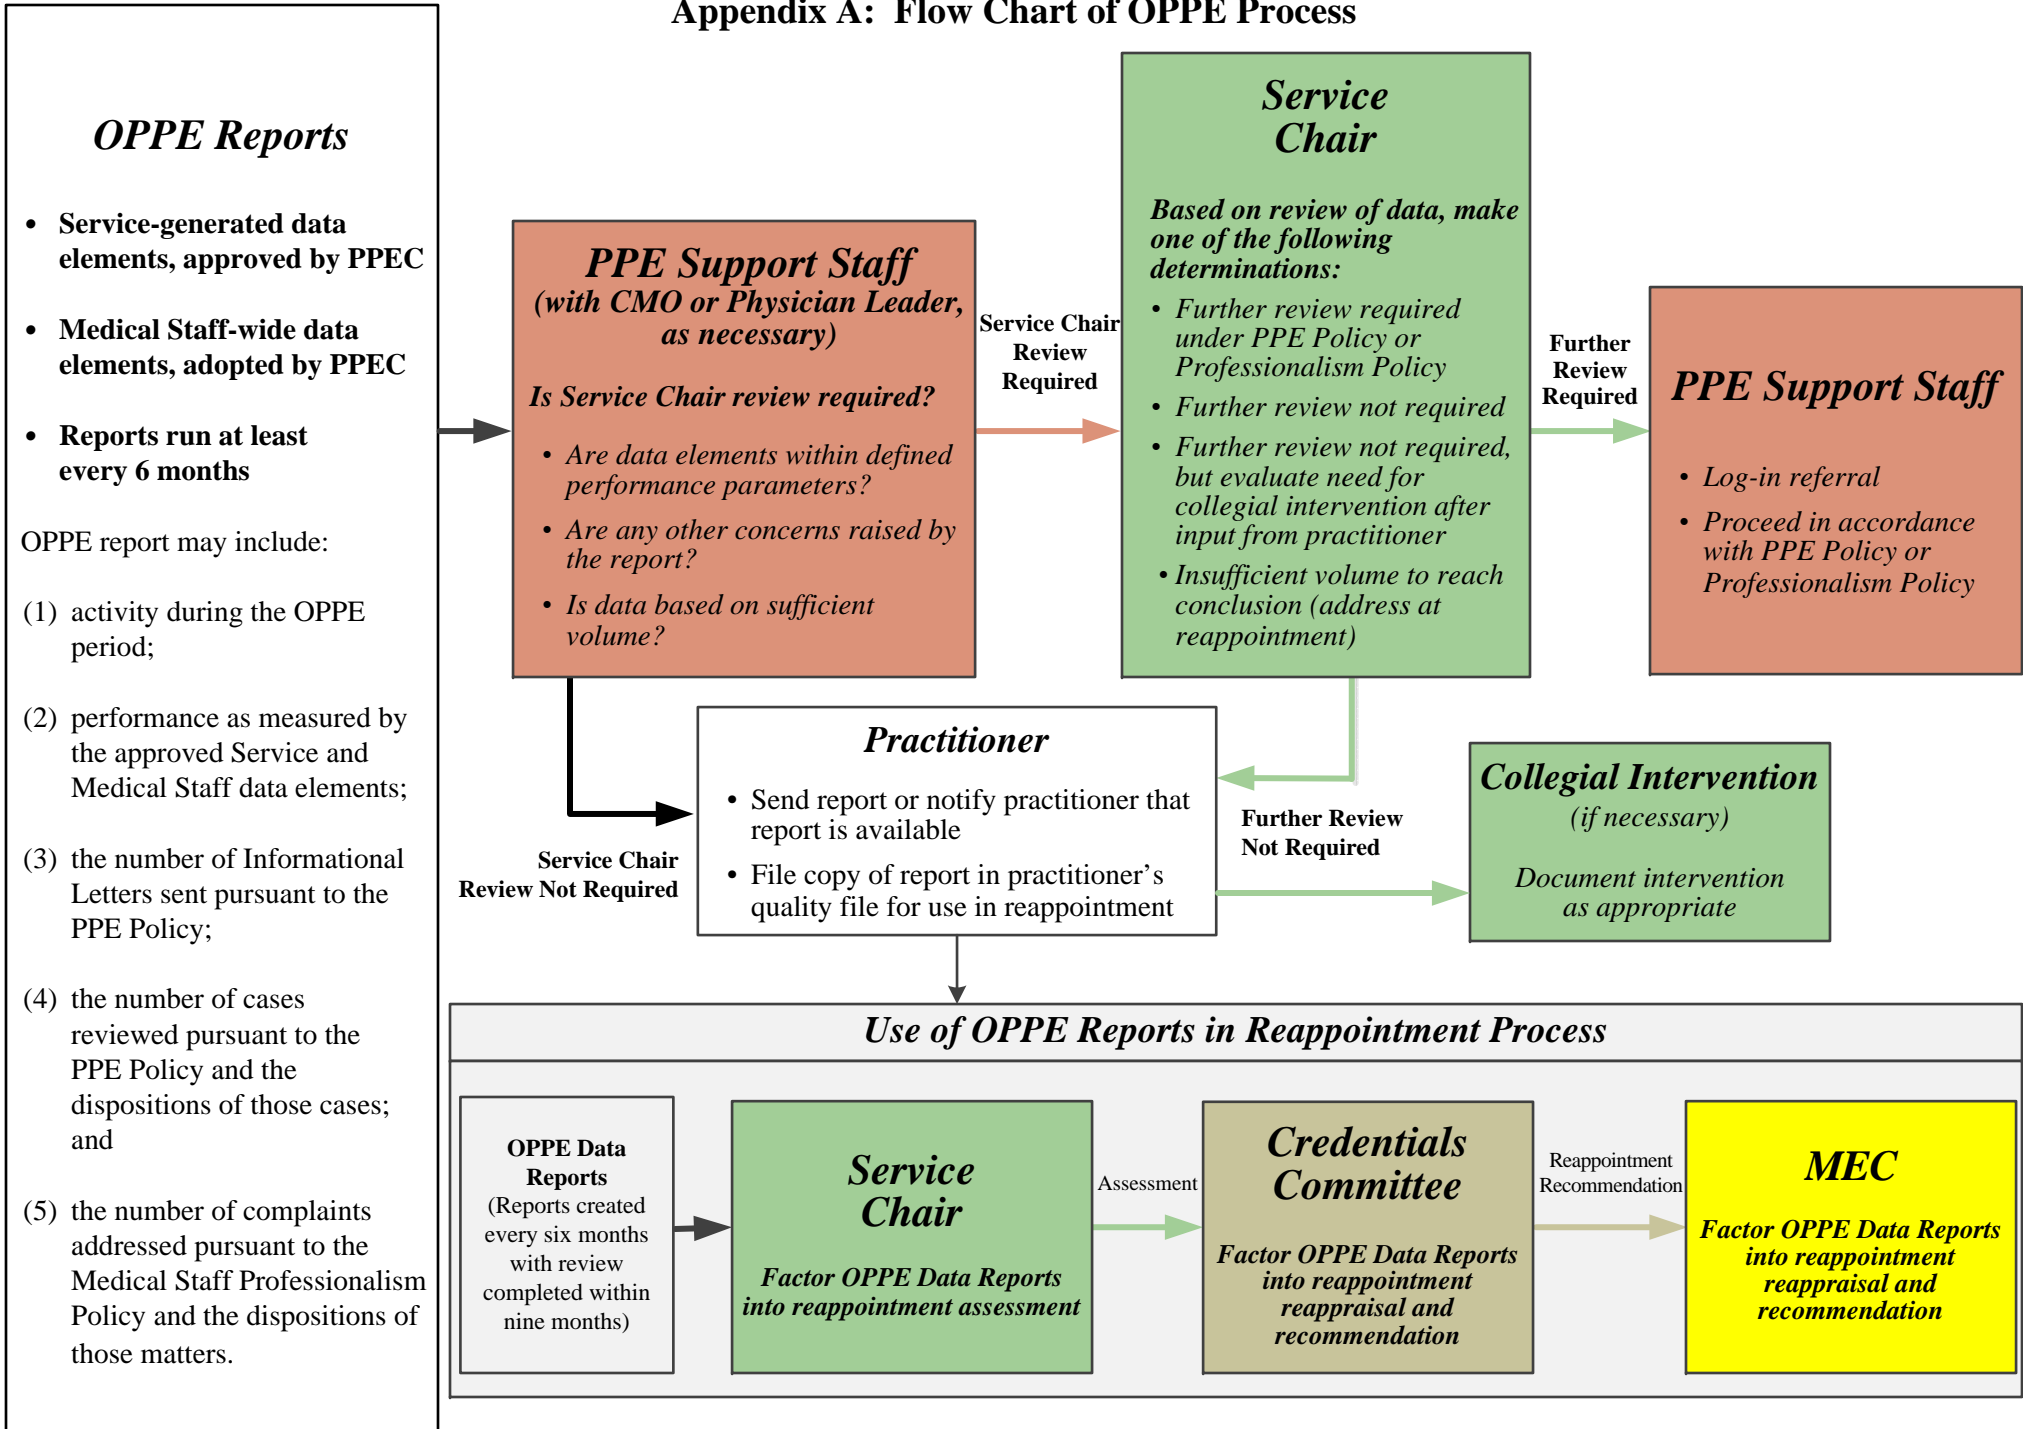 Appendix A:  Flow Chart of OPPE Process
OPPE Reports
• Service-generated data
elements, approved by PPEC
• Medical Staff-wide data
elements, adopted by PPEC
• Reports run at least
every 6 months
OPPE report may include:
(1) activity during the OPPE
period;
(2) performance as measured by
the approved Service and
Medical Staff data elements;
(3) the number of Informational
Letters sent pursuant to the
PPE Policy;
(4) the number of cases
reviewed pursuant to the
PPE Policy and the
dispositions of those cases;
and
(5) the number of complaints
addressed pursuant to the
Medical Staff Professionalism
Policy and the dispositions of
those matters.
PPE Support Staff
(with CMO or Physician Leader,
as necessary)
Is Service Chair review required?
• Are data elements within defined
performance parameters?
• Are any other concerns raised by
the report?
• Is data based on sufficient
volume?
Service Chair
Review
Required
Service
Chair
Based on review of data, make
one of the following
determinations:
• Further review required
under PPE Policy or
Professionalism Policy
• Further review not required
• Further review not required,
but evaluate need for
collegial intervention after
input from practitioner
• Insufficient volume to reach
conclusion (address at
reappointment)
Further
Review
Required
PPE Support Staff
• Log-in referral
• Proceed in accordance
with PPE Policy or
Professionalism Policy
Service Chair
Review Not Required
Practitioner
• Send report or notify practitioner that
report is available
• File copy of report in practitioner’s
quality file for use in reappointment
Further Review
Not Required
Collegial Intervention
(if necessary)
Document intervention
as appropriate
Use of OPPE Reports in Reappointment Process
OPPE Data
Reports
(Reports created
every six months
with review
completed within
nine months)
Service
Chair
Factor OPPE Data Reports
into reappointment assessment
Assessment
Credentials
Committee
Factor OPPE Data Reports
into reappointment
reappraisal and
recommendation
Reappointment
Recommendation
MEC
Factor OPPE Data Reports
into reappointment
reappraisal and
recommendation